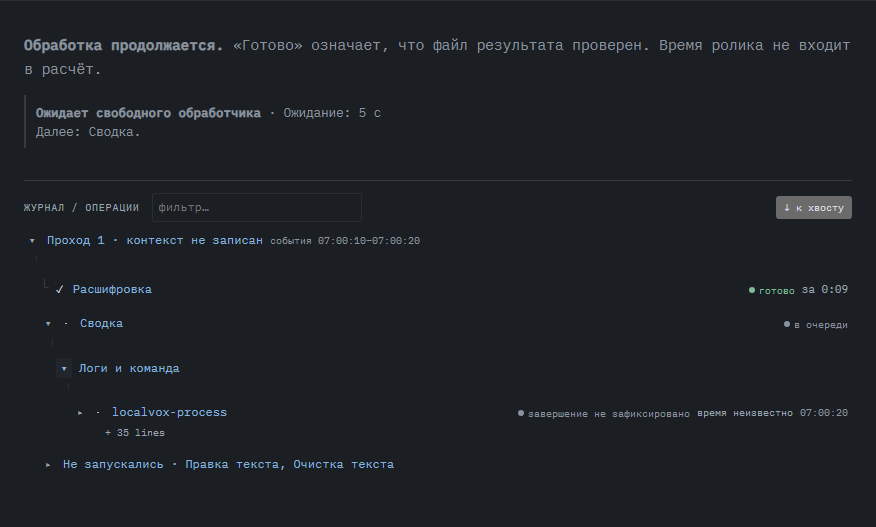 Обработка продолжается. «Готово» означает, что файл результата проверен. Время ролика не входит
в расчёт.
Ожидает свободного обработчика · Ожидание: 5 с
Далее: Сводка.
ЖУРНАЛ / ОПЕРАЦИИ фильтр… ↓ к хвосту
▾ Проход 1 · контекст не записан события 07:00:10–07:00:20
✓ Расшифровка готово за 0:09
▾ · Сводка в очереди
▾ Логи и команда
▸ · localvox-process завершение не зафиксировано время неизвестно 07:00:20
+ 35 lines
▸ Не запускались · Правка текста, Очистка текста